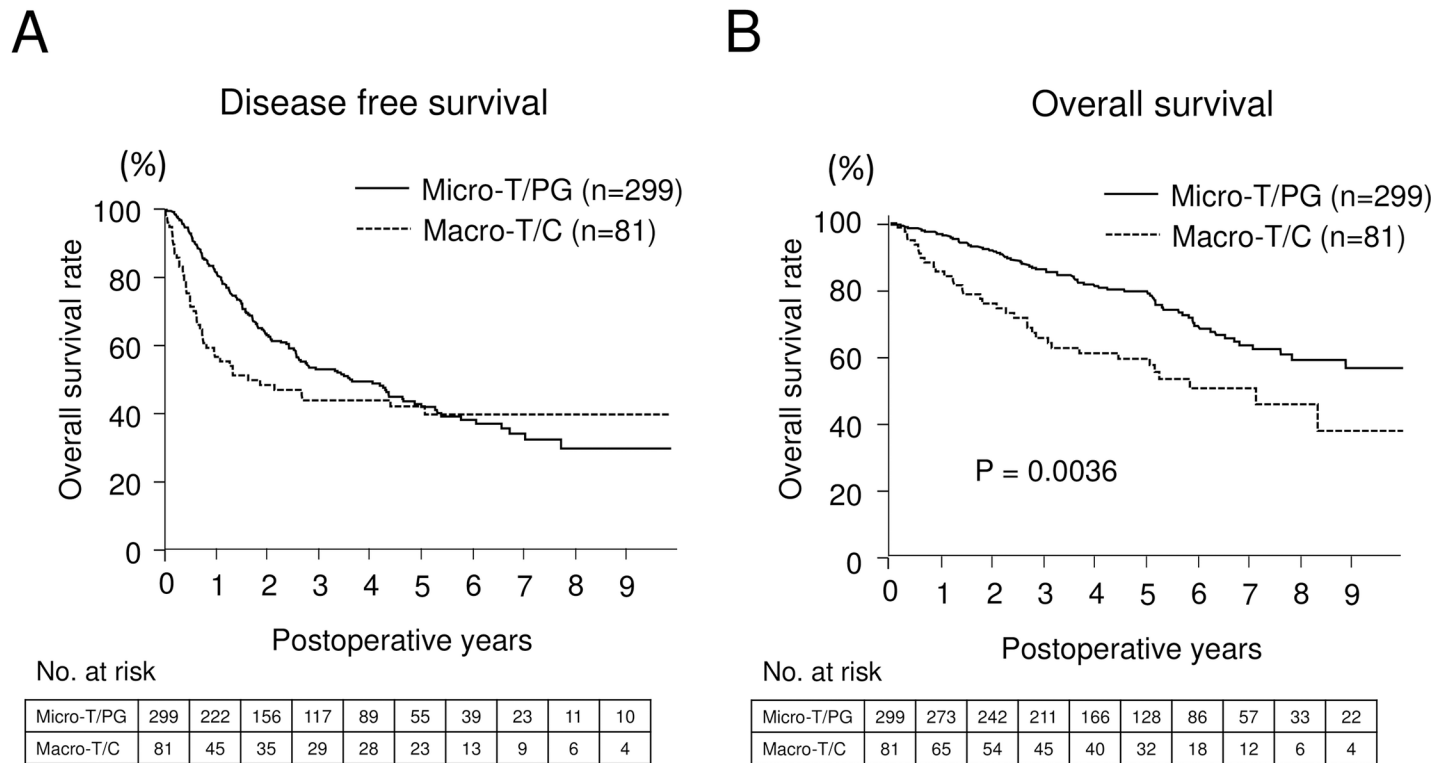 A
Disease free survival
(%)
Micro-T/PG (n=299)
Macro-T/C (n=81)
Overall survival rate
100
80
60
40
20
0
0 1 2 3 4 5 6 7 8 9
Postoperative years
No. at risk
Micro-T/PG 299 222 156 117 89 55 39 23 11 10
Macro-T/C 81 45 35 29 28 23 13 9 6 4
B
Overall survival
(%)
Micro-T/PG (n=299)
Macro-T/C (n=81)
Overall survival rate
100
80
60
40
20
0
P = 0.0036
0 1 2 3 4 5 6 7 8 9
Postoperative years
No. at risk
Micro-T/PG 299 273 242 211 166 128 86 57 33 22
Macro-T/C 81 65 54 45 40 32 18 12 6 4